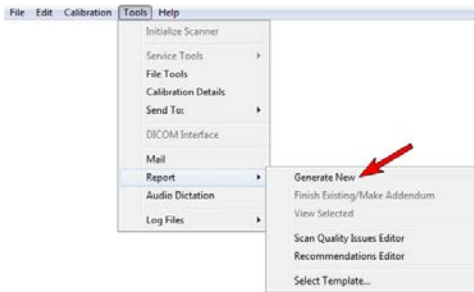 File Edit Calibration Tools Help
Initialize Scanner
Service Tools
File Tools
Calibration Details
Send To:
DICOM Interface
Mail
Report
Audio Dictation
Log Files
Generate New
Finish Existing/Make Addendum
View Selected
Scan Quality Issues Editor
Recommendations Editor
Select Template...